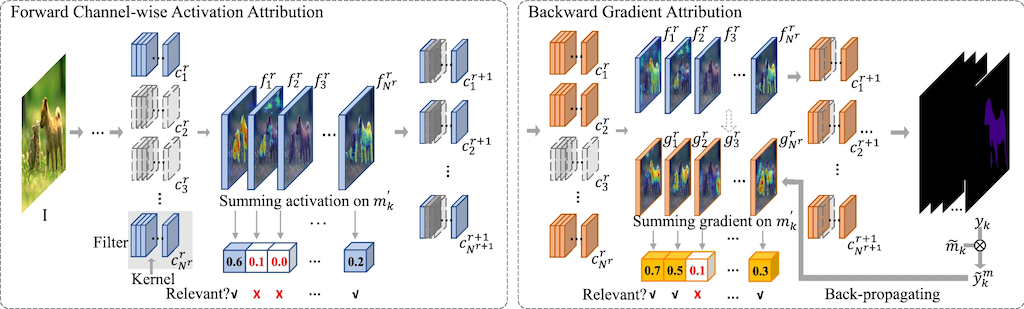 Forward Channel-wise Activation Attribution
I
...
c_1^r
c_2^r
c_3^r
Filter
c_{N^r}^r
Kernel
f_1^r f_2^r f_3^r ... f_{N^r}^r
Summing activation on m_k^'
...
0.6 0.1 0.0 ... 0.2
Relevant? √ X X ... √
c_1^{r+1}
c_2^{r+1}
c_{N^{r+1}}^{r+1}
Backward Gradient Attribution
...
c_1^r
c_2^r
c_3^r
c_{N^r}^r
f_1^r f_2^r f_3^r ... f_{N^r}^r
g_1^r g_2^r g_3^r ... g_{N^r}^r
Summing gradient on m_k^'
...
0.7 0.5 0.1 ... 0.3
Relevant? √ √ X ... √
c_1^{r+1}
c_2^{r+1}
...
c_{N^{r+1}}^{r+1}
...
y_k
m̃_k ⊗
ỹ_k^m
Back-propagating